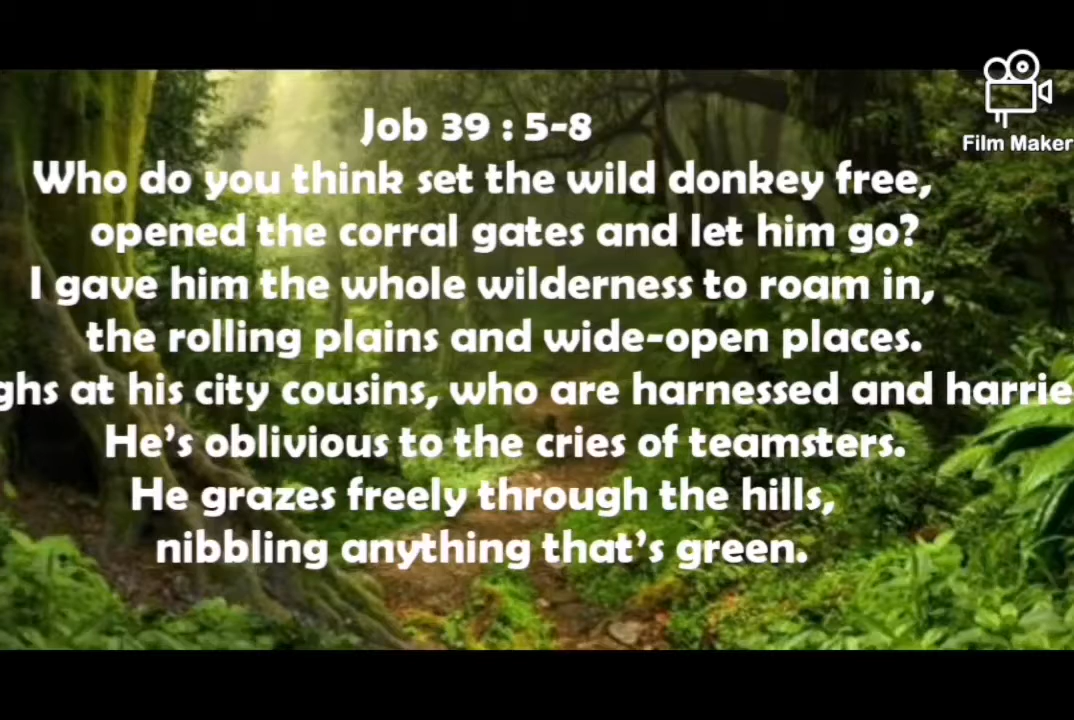 Job 39 : 5-8
Who do you think set the wild donkey free,
opened the corral gates and let him go?
I gave him the whole wilderness to roam in,
the rolling plains and wide-open places.
at his city cousins, who are harnessed and
He's oblivious to the cries of teamsters.
He grazes freely through the hills,
nibbling anything that's green.
Film Maker